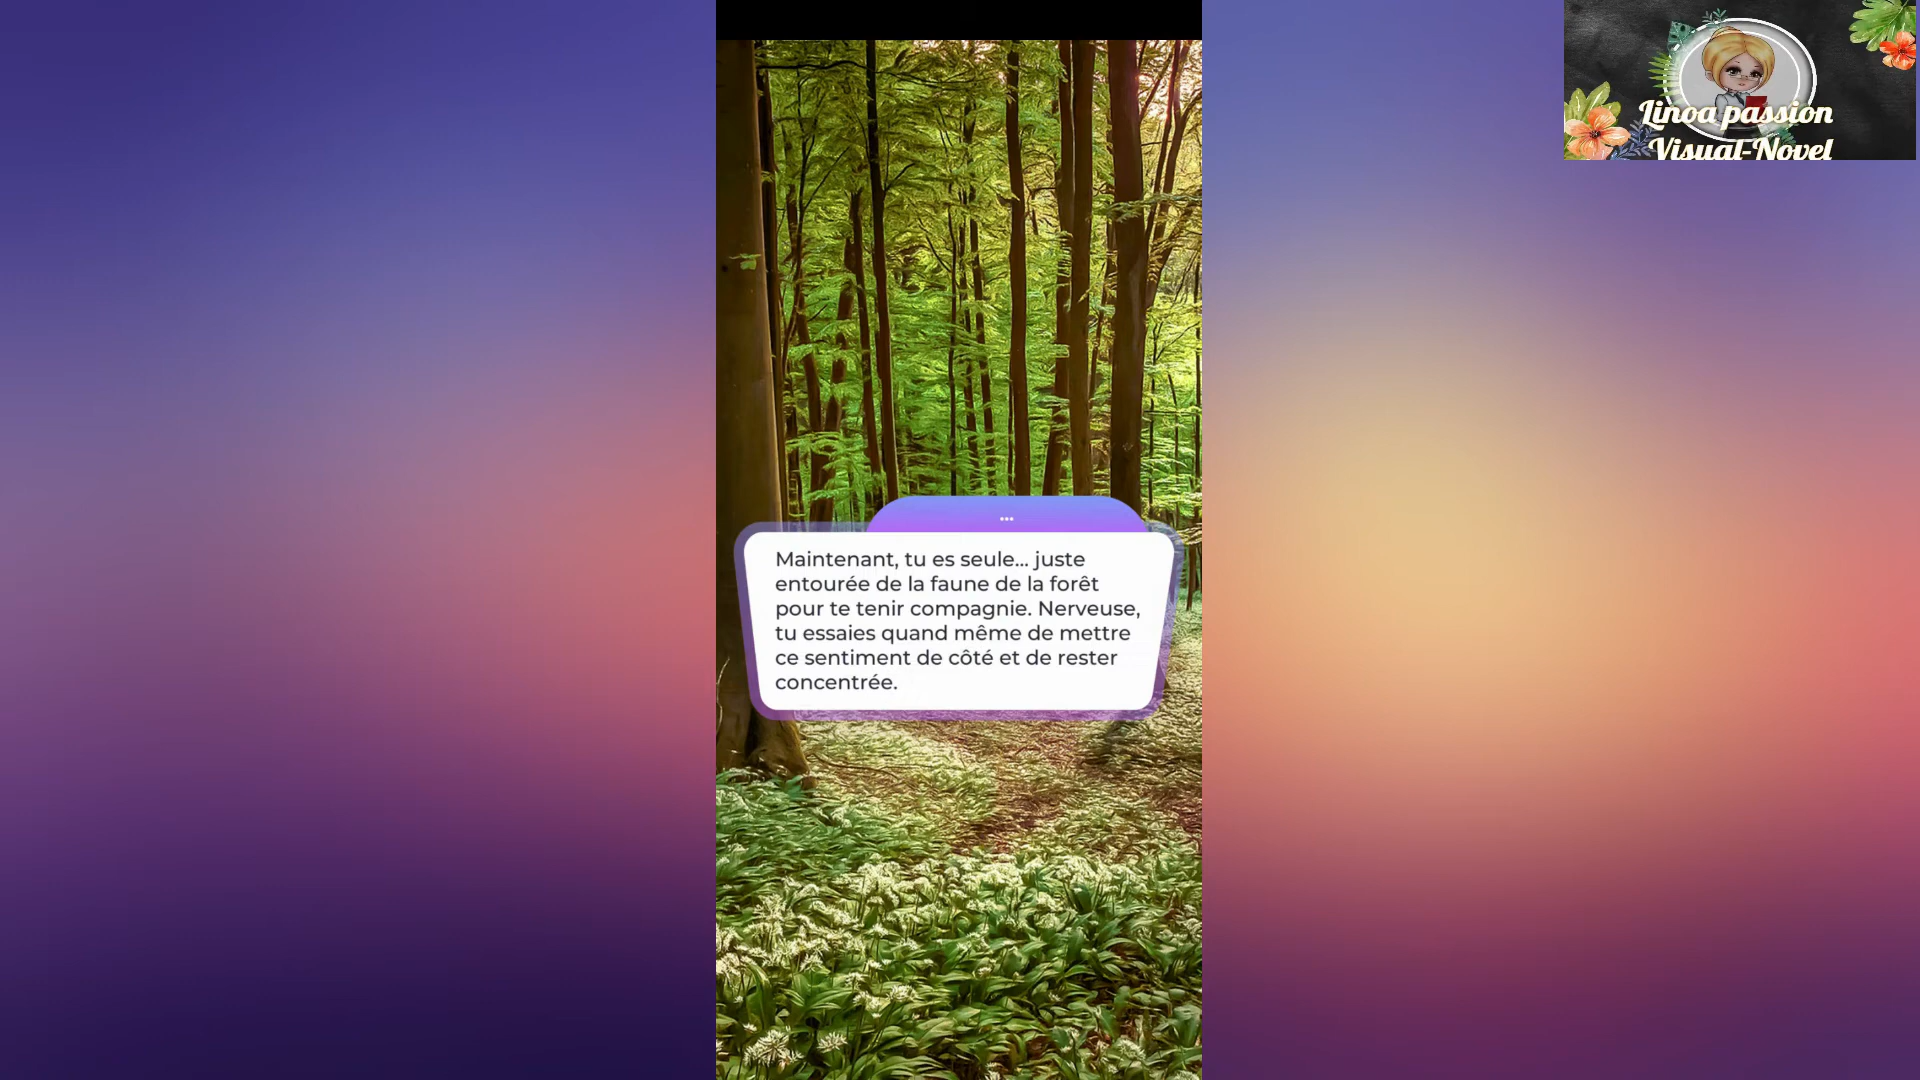 Linoa passion
Visual-Novel
...
Maintenant, tu es seule... juste
entourée de la faune de la forêt
pour te tenir compagnie. Nerveuse,
tu essaies quand même de mettre
ce sentiment de côté et de rester
concentrée.